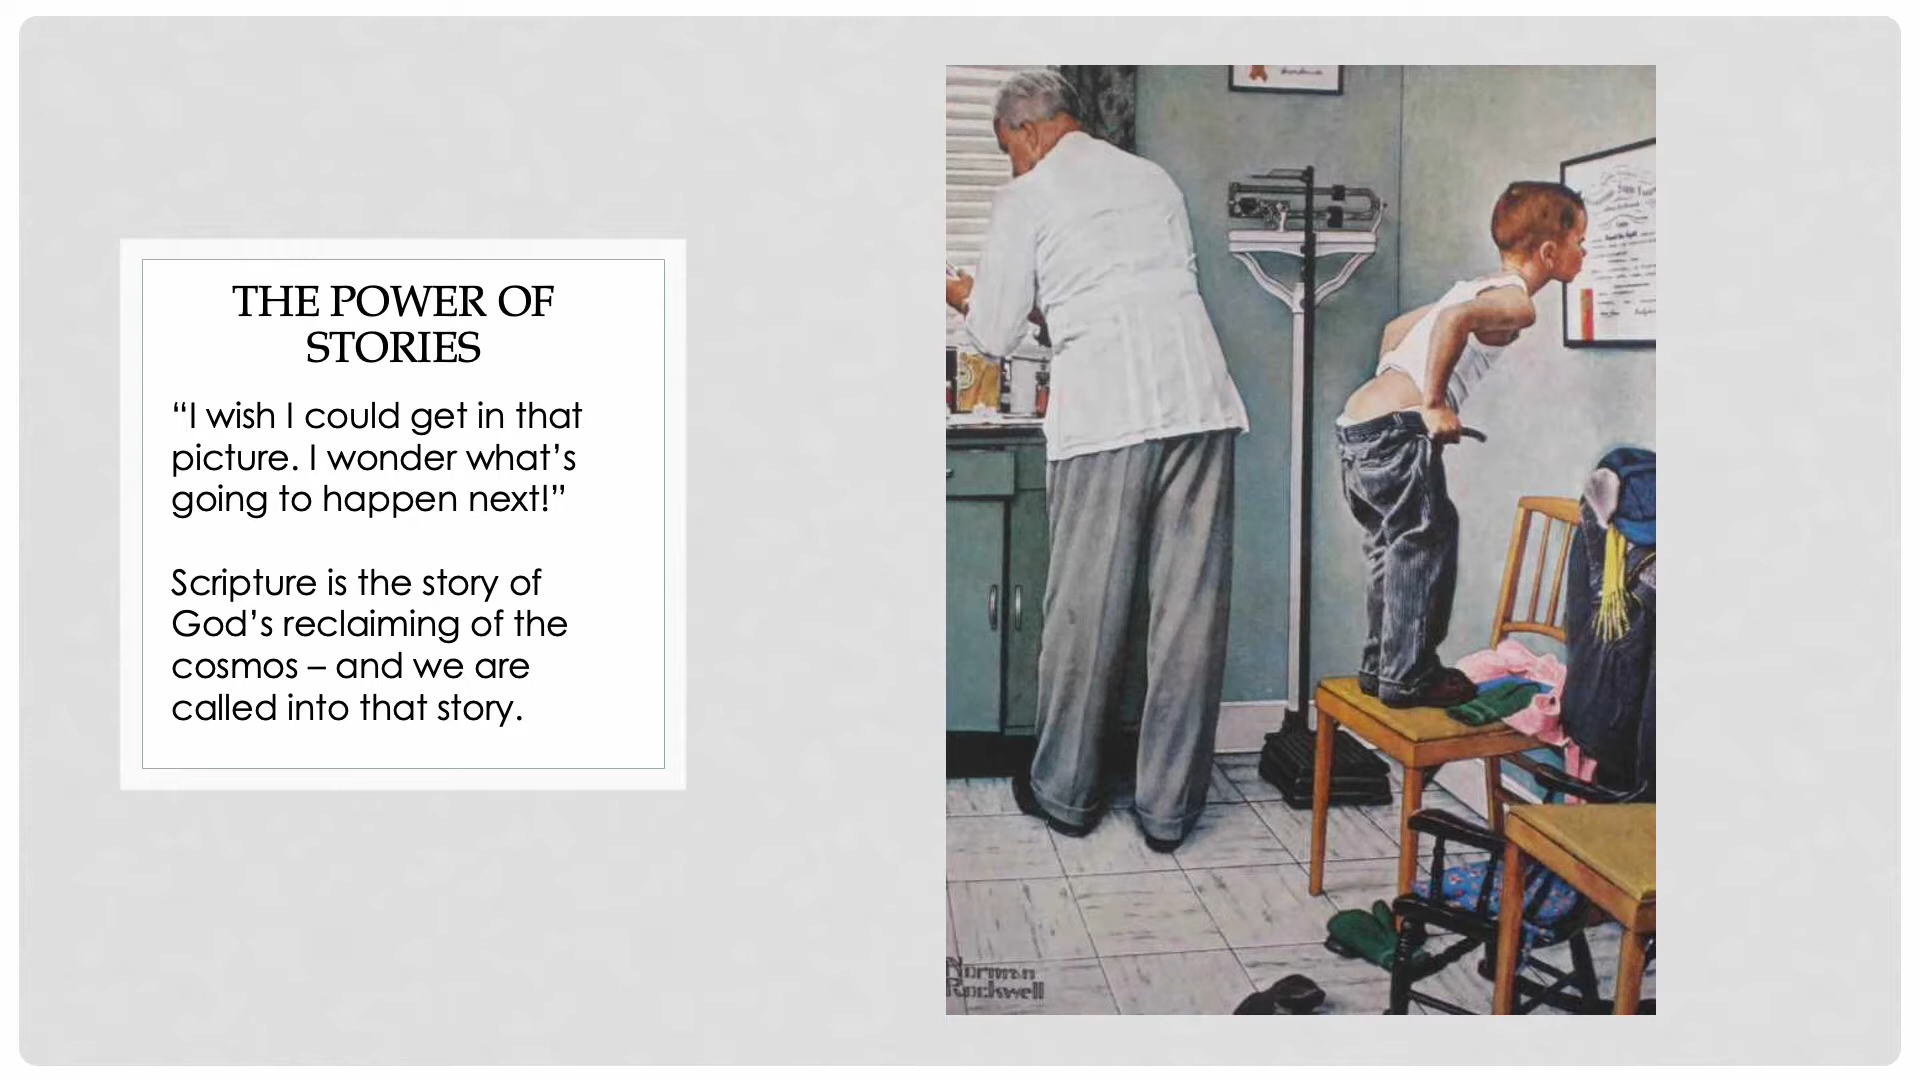 THE POWER OF
STORIES
“I wish I could get in that
picture. I wonder what’s
going to happen next!”
Scripture is the story of
God’s reclaiming of the
cosmos – and we are
called into that story.
Norman
Rockwell